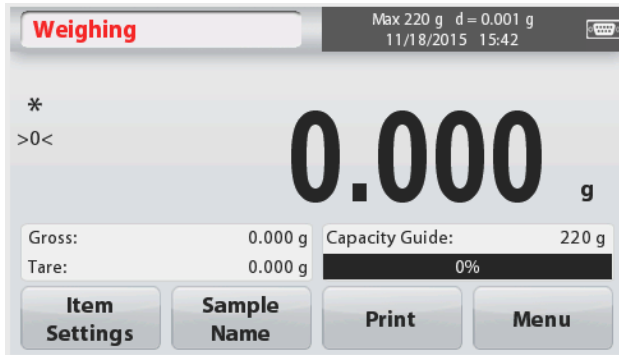 Weighing
Max 220 g d = 0.001 g
11/18/2015 15:42
*
>0<
0.000 g
Gross: 0.000 g
Tare: 0.000 g
Capacity Guide: 220 g
0%
Item Settings
Sample Name
Print
Menu